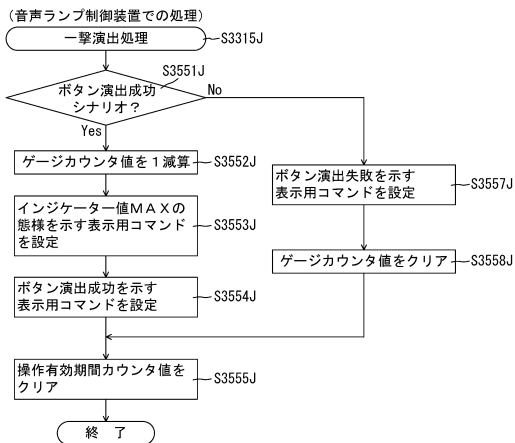 (音声ランプ制御装置での処理)
一撃演出処理
S3315J
S3551J
ボタン演出成功
シナリオ？
No
Yes
ゲージカウンタ値を１減算
S3552J
インジケーター値ＭＡＸの
態様を示す表示用コマンド
を設定
S3553J
ボタン演出成功を示す
表示用コマンドを設定
S3554J
ボタン演出失敗を示す
表示用コマンドを設定
S3557J
ゲージカウンタ値をクリア
S3558J
操作有効期間カウンタ値を
クリア
S3555J
終 了